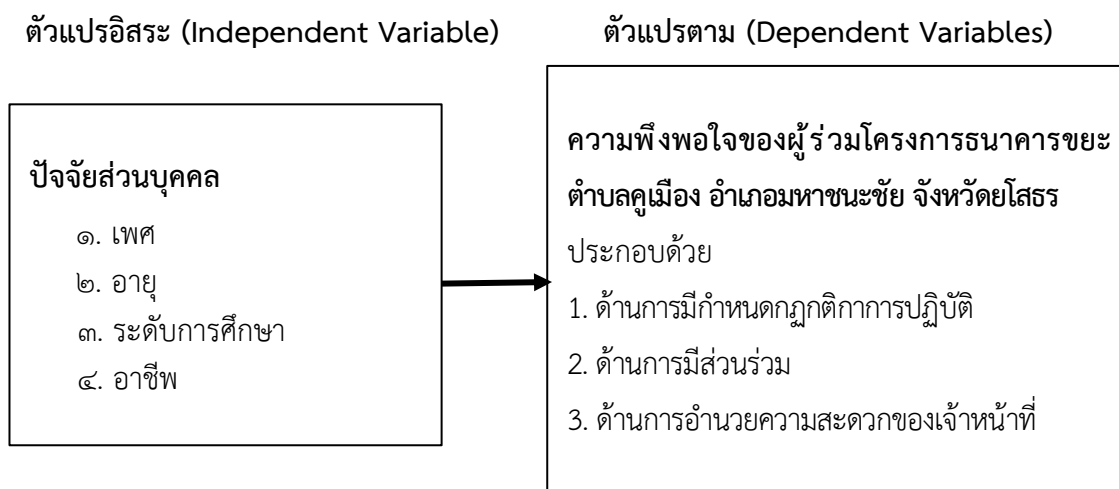 ตัวแปรอิสระ (Independent Variable)
ตัวแปรตาม (Dependent Variables)
ปัจจัยส่วนบุคคล
๑. เพศ
๒. อายุ
๓. ระดับการศึกษา
๔. อาชีพ
ความพึงพอใจของผู้ร่วมโครงการธนาคารขยะ
ตำบลคูเมือง อำเภอมหาชนะชัย จังหวัดยโสธร
ประกอบด้วย
1. ด้านการมีกำหนดกฎกติกาการปฏิบัติ
2. ด้านการมีส่วนร่วม
3. ด้านการอำนวยความสะดวกของเจ้าหน้าที่